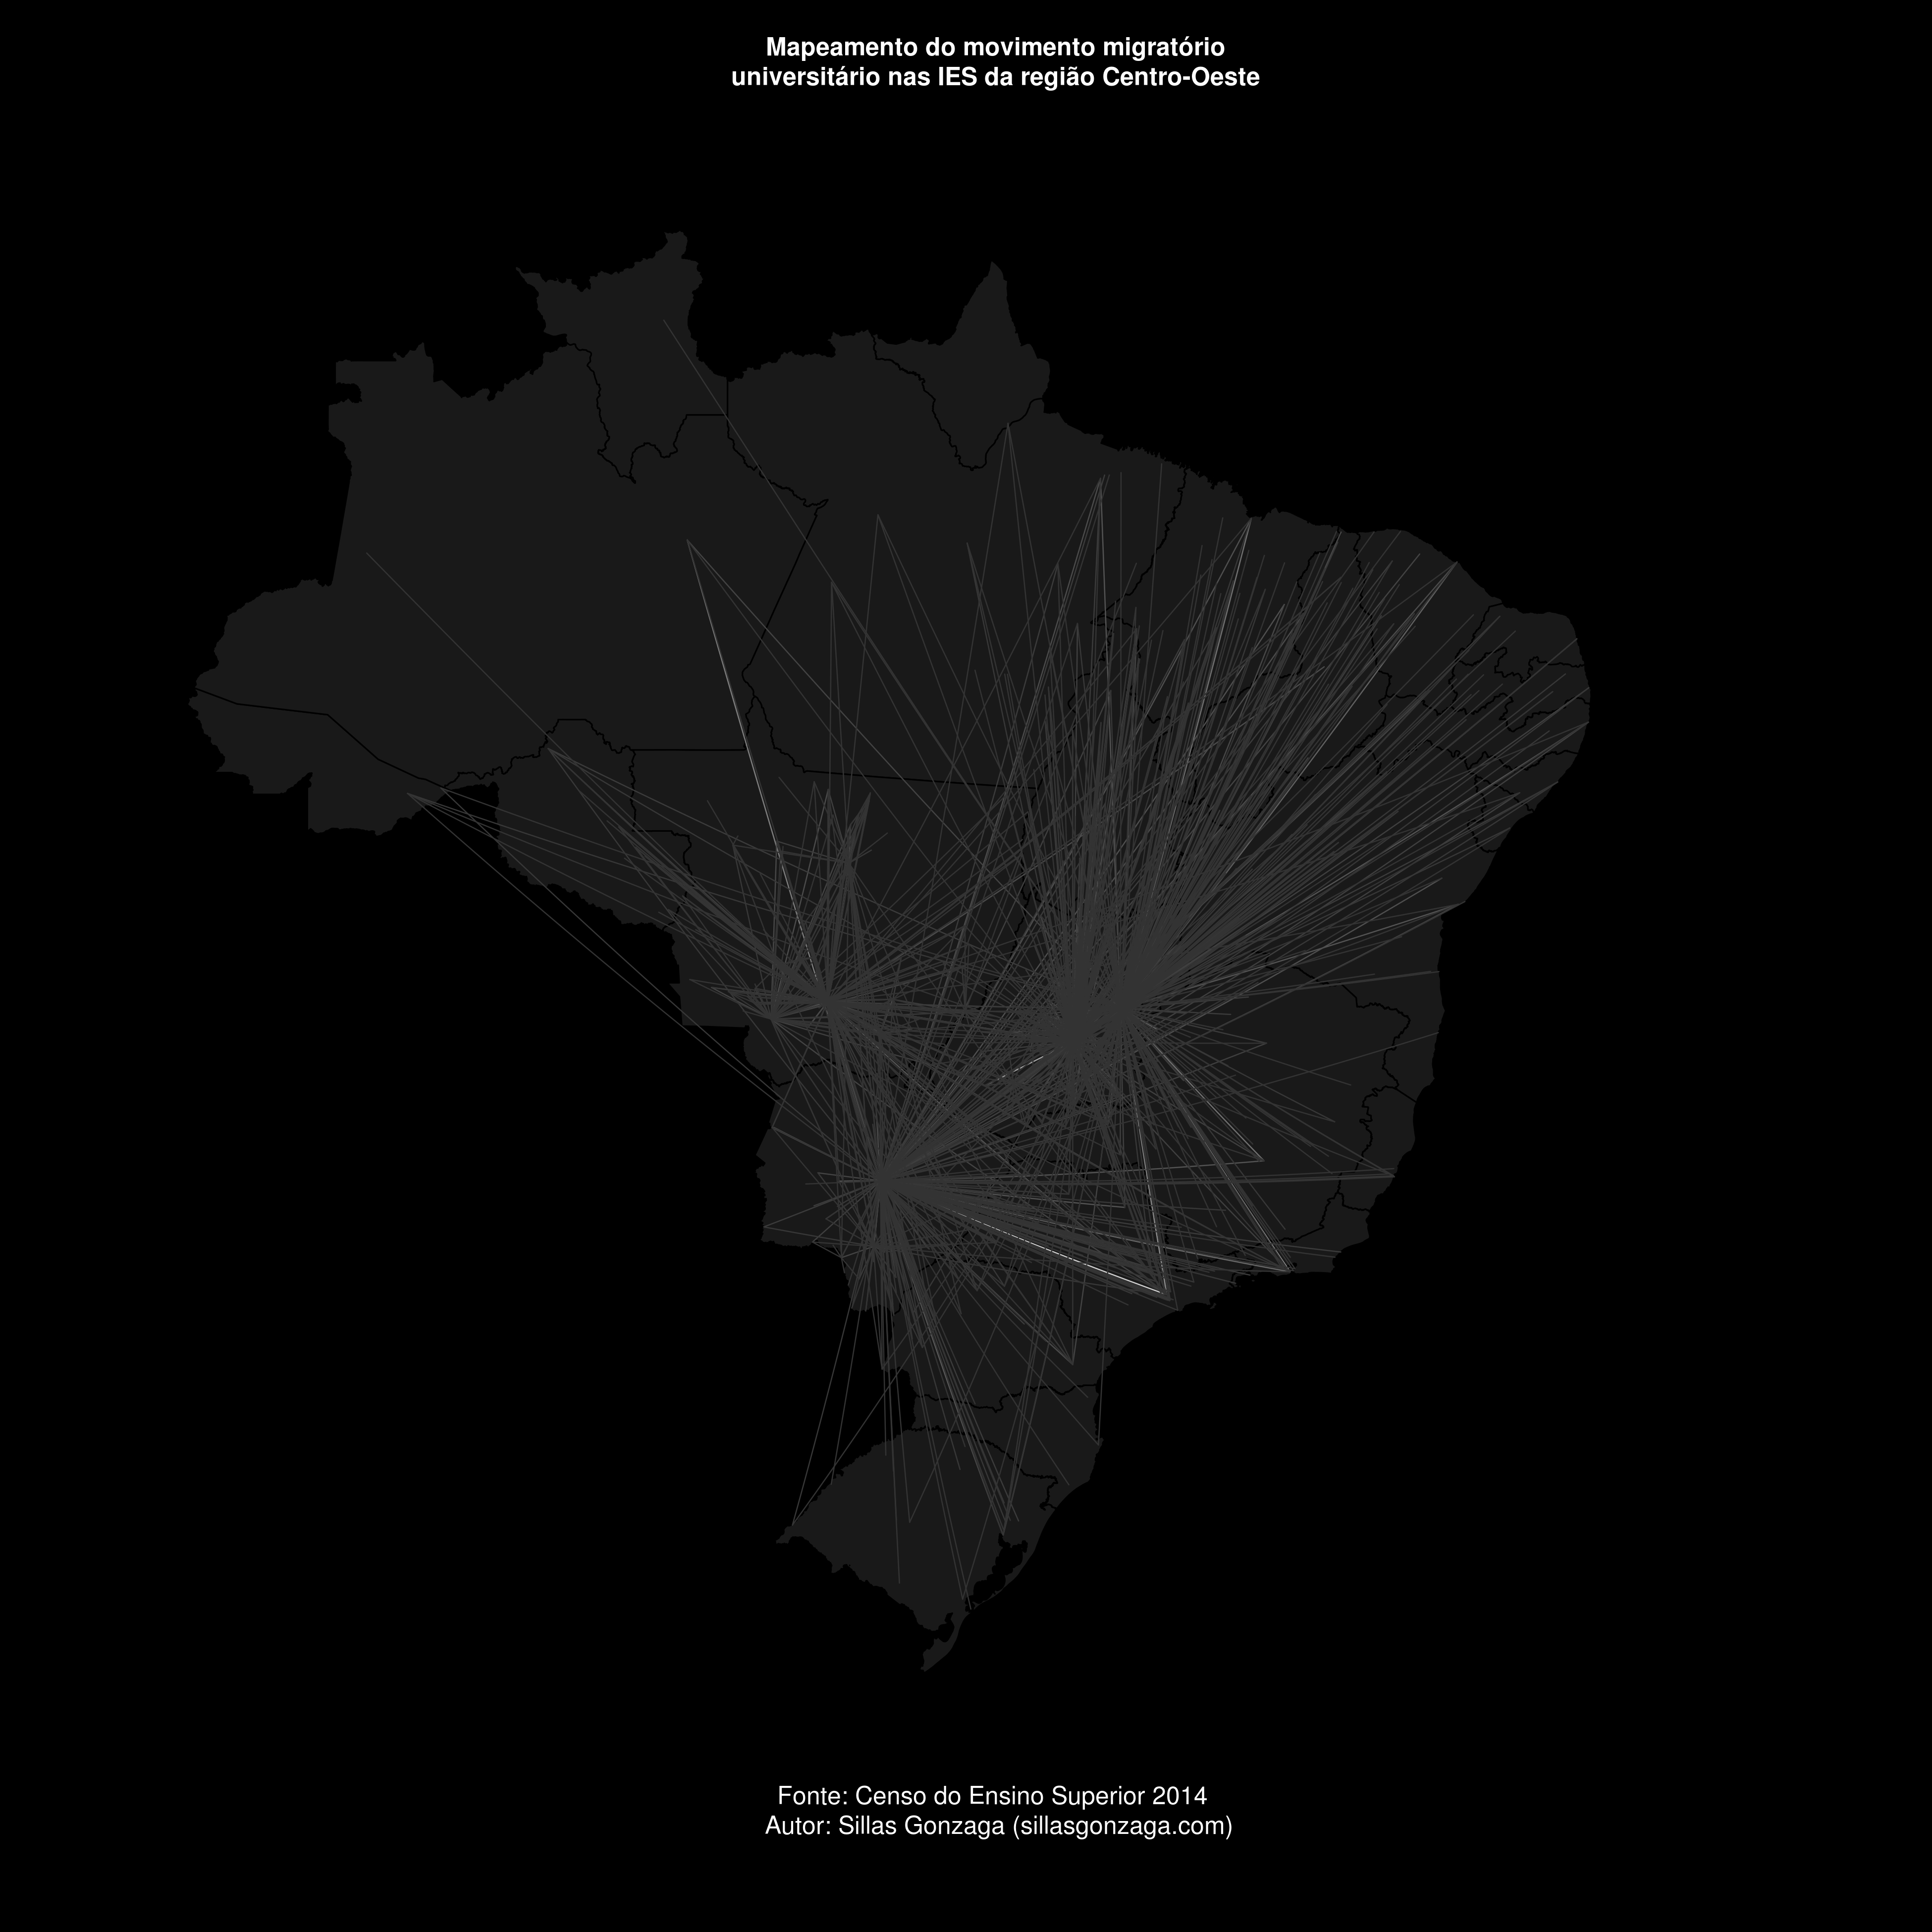 Mapeamento do movimento migratório
universitário nas IES da região Centro-Oeste
Fonte: Censo do Ensino Superior 2014
Autor: Sillas Gonzaga (sillasgonzaga.com)